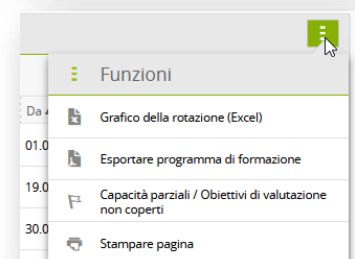 Funzioni
Da
Grafico della rotazione (Excel)
01.0
Esportare programma di formazione
19.0
Capacità parziali / Obiettivi di valutazione
non coperti
30.0
Stampare pagina